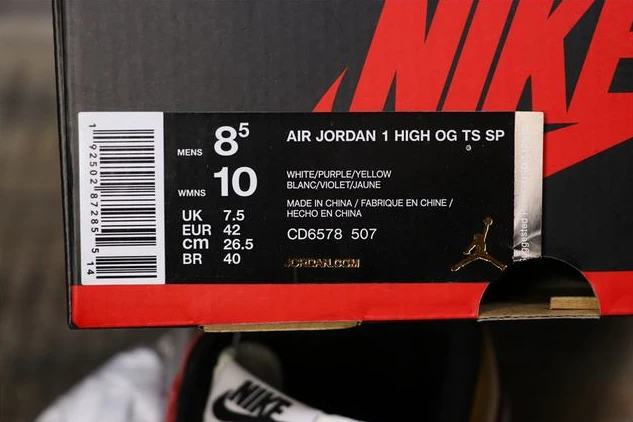 NIKE
1 92502 87285 5 14
MENS 8⁵
WMNS 10
UK 7.5
EUR 42
cm 26.5
BR 40
AIR JORDAN 1 HIGH OG TS SP
WHITE/PURPLE/YELLOW
BLANC/VIOLET/JAUNE
MADE IN CHINA / FABRIQUE EN CHINE /
HECHO EN CHINA
CD6578 507
JORDAN.COM
NIKE